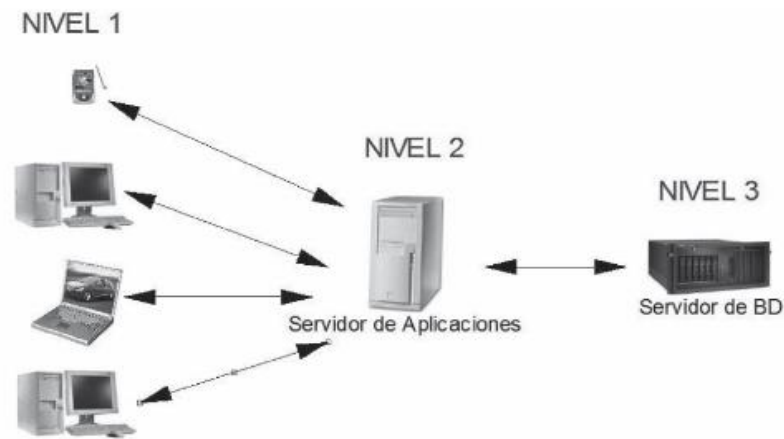 NIVEL 1
NIVEL 2
NIVEL 3
Servidor de Aplicaciones
Servidor de BD